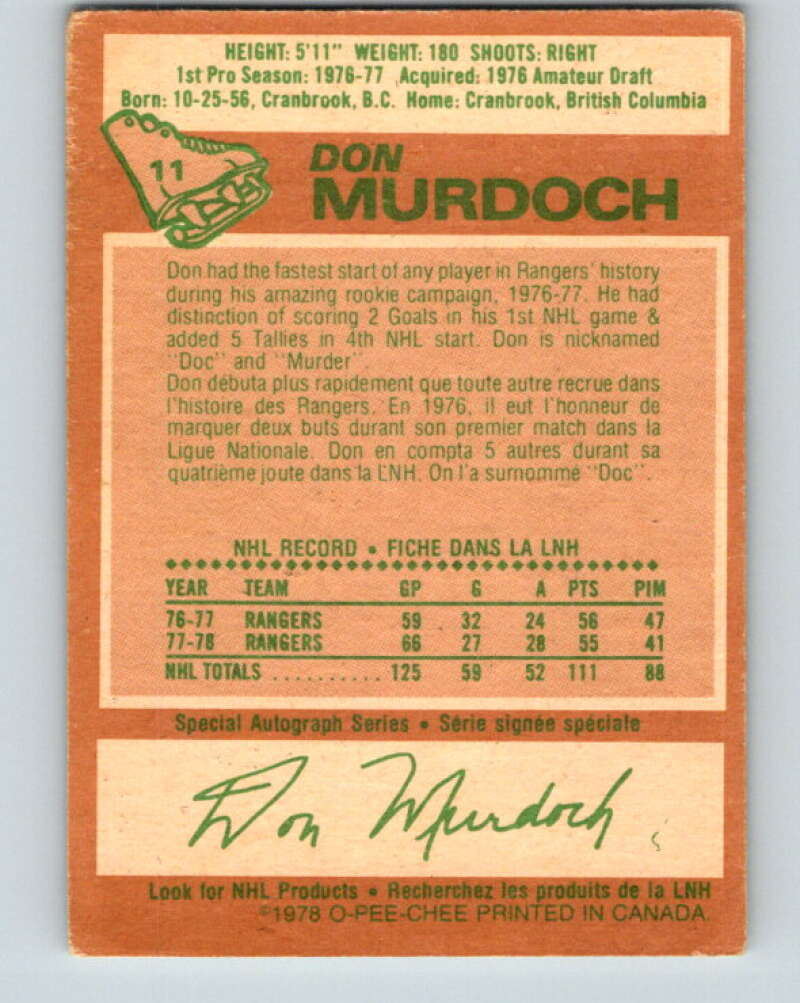 HEIGHT: 5'11" WEIGHT: 180 SHOOTS: RIGHT
1st Pro Season: 1976-77 Acquired: 1976 Amateur Draft
Born: 10-25-56, Cranbrook, B.C. Home: Cranbrook, British Columbia
11
DON
MURDOCH
Don had the fastest start of any player in Rangers' history
during his amazing rookie campaign, 1976-77. He had
distinction of scoring 2 Goals in his 1st NHL game &
added 5 Tallies in 4th NHL start. Don is nicknamed
"Doc" and "Murder".
Don débuta plus rapidement que toute autre recrue dans
l'histoire des Rangers. En 1976, il eut l'honneur de
marquer deux buts durant son premier match dans la
Ligue Nationale. Don en compta 5 autres durant sa
quatrième joute dans la LNH. On l'a surnommé "Doc".
NHL RECORD • FICHE DANS LA LNH
YEAR TEAM GP G A PTS PIM
76-77 RANGERS 59 32 24 56 47
77-78 RANGERS 66 27 28 55 41
NHL TOTALS .......... 125 59 52 111 88
Special Autograph Series • Série signée spéciale
Don Murdoch
Look for NHL Products • Recherchez les produits de la LNH
©1978 O-PEE-CHEE PRINTED IN CANADA